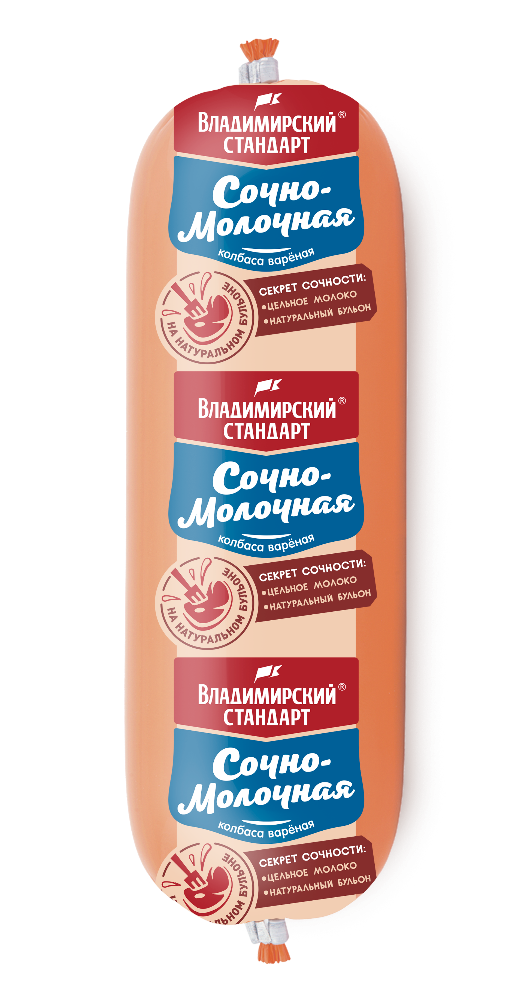 ВЛАДИМИРСКИЙ®
СТАНДАРТ
Сочно-
Молочная
колбаса варёная
СЕКРЕТ СОЧНОСТИ:
•ЦЕЛЬНОЕ МОЛОКО
•НАТУРАЛЬНЫЙ БУЛЬОН
НА НАТУРАЛЬНОМ БУЛЬОНЕ
ВЛАДИМИРСКИЙ®
СТАНДАРТ
Сочно-
Молочная
колбаса варёная
СЕКРЕТ СОЧНОСТИ:
•ЦЕЛЬНОЕ МОЛОКО
•НАТУРАЛЬНЫЙ БУЛЬОН
НА НАТУРАЛЬНОМ БУЛЬОНЕ
ВЛАДИМИРСКИЙ®
СТАНДАРТ
Сочно-
Молочная
колбаса варёная
СЕКРЕТ СОЧНОСТИ:
•ЦЕЛЬНОЕ МОЛОКО
•НАТУРАЛЬНЫЙ БУЛЬОН
БУЛЬОНЕ